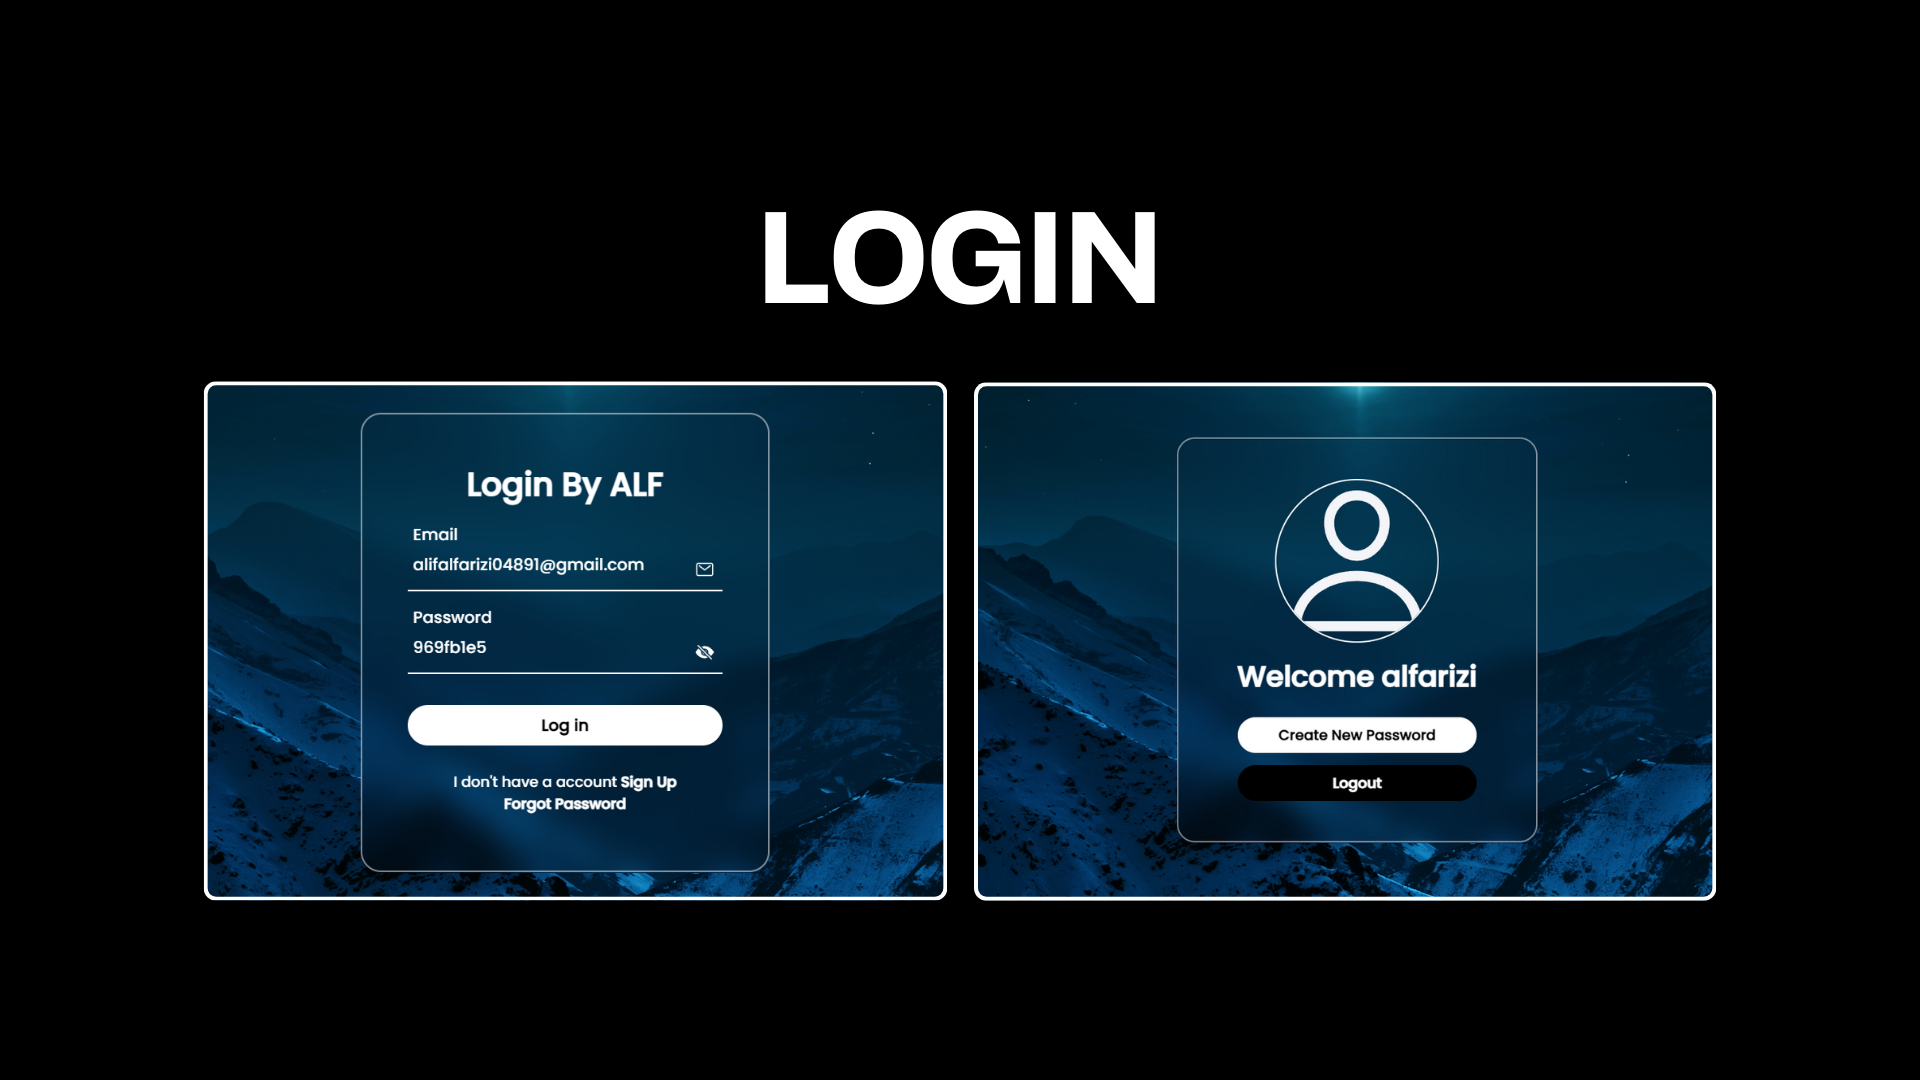 LOGIN
Login By ALF
Email
alifalfarizi04891@gmail.com
Password
969fb1e5
Log in
I don't have a account Sign Up
Forgot Password
Welcome alfarizi
Create New Password
Logout